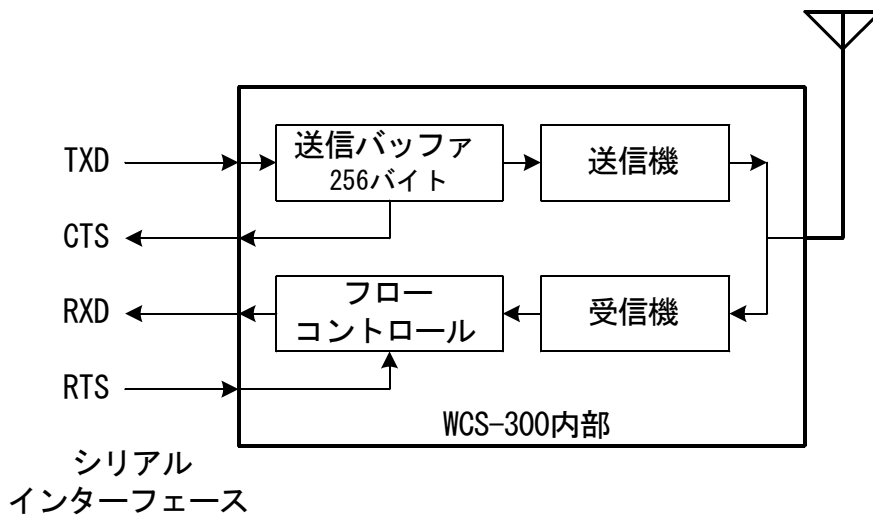 TXD
送信バッファ
256バイト
送信機
CTS
RXD
フロー
コントロール
受信機
RTS
WCS-300内部
シリアル
インターフェース